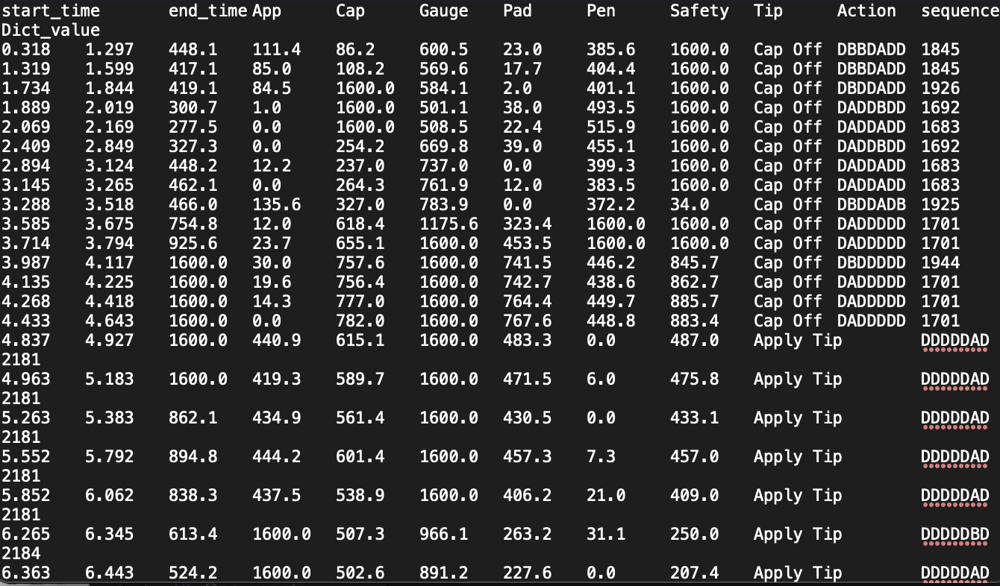 start_time end_time App Cap Gauge Pad Pen Safety Tip Action sequence
Dict_value
0.318 1.297 448.1 111.4 86.2 600.5 23.0 385.6 1600.0 Cap Off DBBDADD 1845
1.319 1.599 417.1 85.0 108.2 569.6 17.7 404.4 1600.0 Cap Off DBBDADD 1845
1.734 1.844 419.1 84.5 1600.0 584.1 2.0 401.1 1600.0 Cap Off DBDDADD 1926
1.889 2.019 300.7 1.0 1600.0 501.1 38.0 493.5 1600.0 Cap Off DADDBDD 1692
2.069 2.169 277.5 0.0 1600.0 508.5 22.4 515.9 1600.0 Cap Off DADDADD 1683
2.409 2.849 327.3 0.0 254.2 669.8 39.0 455.1 1600.0 Cap Off DADDBDD 1692
2.894 3.124 448.2 12.2 237.0 737.0 0.0 399.3 1600.0 Cap Off DADDADD 1683
3.145 3.265 462.1 0.0 264.3 761.9 12.0 383.5 1600.0 Cap Off DADDADD 1683
3.288 3.518 466.0 135.6 327.0 783.9 0.0 372.2 34.0 Cap Off DBDDADB 1925
3.585 3.675 754.8 12.0 618.4 1175.6 323.4 1600.0 1600.0 Cap Off DADDDDD 1701
3.714 3.794 925.6 23.7 655.1 1600.0 453.5 1600.0 1600.0 Cap Off DADDDDD 1701
3.987 4.117 1600.0 30.0 757.6 1600.0 741.5 446.2 845.7 Cap Off DBDDDDD 1944
4.135 4.225 1600.0 19.6 756.4 1600.0 742.7 438.6 862.7 Cap Off DADDDDD 1701
4.268 4.418 1600.0 14.3 777.0 1600.0 764.4 449.7 885.7 Cap Off DADDDDD 1701
4.433 4.643 1600.0 0.0 782.0 1600.0 767.6 448.8 883.4 Cap Off DADDDDD 1701
4.837 4.927 1600.0 440.9 615.1 1600.0 483.3 0.0 487.0 Apply Tip DDDDDAD
2181
4.963 5.183 1600.0 419.3 589.7 1600.0 471.5 6.0 475.8 Apply Tip DDDDDAD
2181
5.263 5.383 862.1 434.9 561.4 1600.0 430.5 0.0 433.1 Apply Tip DDDDDAD
2181
5.552 5.792 894.8 444.2 601.4 1600.0 457.3 7.3 457.0 Apply Tip DDDDDAD
2181
5.852 6.062 838.3 437.5 538.9 1600.0 406.2 21.0 409.0 Apply Tip DDDDDAD
2181
6.265 6.345 613.4 1600.0 507.3 966.1 263.2 31.1 250.0 Apply Tip DDDDDBD
2184
6.363 6.443 524.2 1600.0 502.6 891.2 227.6 0.0 207.4 Apply Tip DDDDDAD